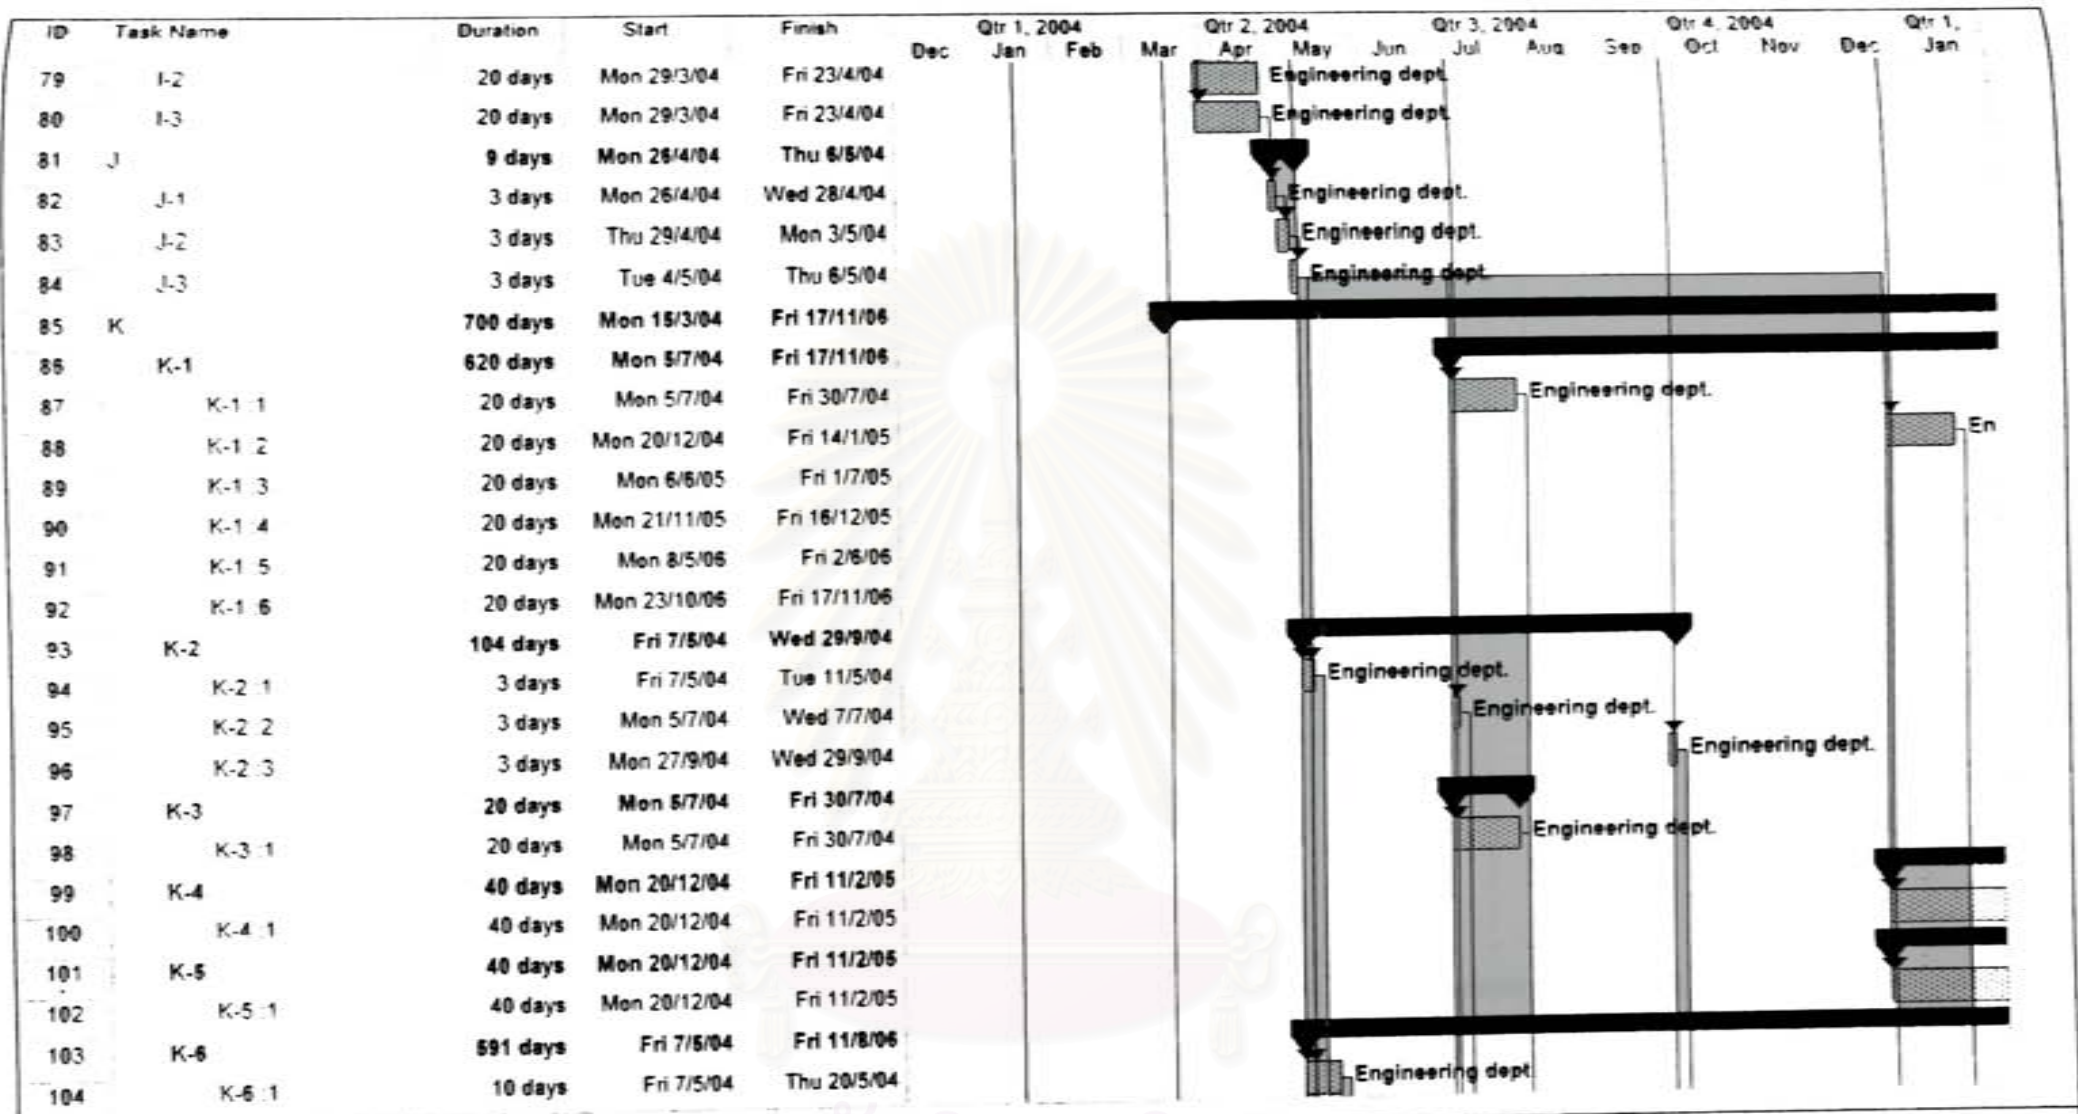 ID Task Name Duration Start Finish Qtr 1, 2004 Qtr 2, 2004 Qtr 3, 2004 Qtr 4, 2004 Qtr 1,
Dec Jan Feb Mar Apr May Jun Jul Aug Sep Oct Nov Dec Jan
79 I-2 20 days Mon 29/3/04 Fri 23/4/04 Engineering dept.
80 I-3 20 days Mon 29/3/04 Fri 23/4/04 Engineering dept.
81 J 9 days Mon 26/4/04 Thu 6/5/04
82 J-1 3 days Mon 26/4/04 Wed 28/4/04 Engineering dept.
83 J-2 3 days Thu 29/4/04 Mon 3/5/04 Engineering dept.
84 J-3 3 days Tue 4/5/04 Thu 6/5/04 Engineering dept.
85 K 700 days Mon 15/3/04 Fri 17/11/06
86 K-1 620 days Mon 5/7/04 Fri 17/11/06
87 K-1 :1 20 days Mon 5/7/04 Fri 30/7/04 Engineering dept.
88 K-1 :2 20 days Mon 20/12/04 Fri 14/1/05 En
89 K-1 :3 20 days Mon 6/6/05 Fri 1/7/05
90 K-1 :4 20 days Mon 21/11/05 Fri 16/12/05
91 K-1 :5 20 days Mon 8/5/06 Fri 2/6/06
92 K-1 :6 20 days Mon 23/10/06 Fri 17/11/06
93 K-2 104 days Fri 7/5/04 Wed 29/9/04
94 K-2 :1 3 days Fri 7/5/04 Tue 11/5/04 Engineering dept.
95 K-2 :2 3 days Mon 5/7/04 Wed 7/7/04 Engineering dept.
96 K-2 :3 3 days Mon 27/9/04 Wed 29/9/04 Engineering dept.
97 K-3 20 days Mon 5/7/04 Fri 30/7/04
98 K-3 :1 20 days Mon 5/7/04 Fri 30/7/04 Engineering dept.
99 K-4 40 days Mon 20/12/04 Fri 11/2/05
100 K-4 :1 40 days Mon 20/12/04 Fri 11/2/05
101 K-5 40 days Mon 20/12/04 Fri 11/2/05
102 K-5 :1 40 days Mon 20/12/04 Fri 11/2/05
103 K-6 591 days Fri 7/5/04 Fri 11/8/06
104 K-6 :1 10 days Fri 7/5/04 Thu 20/5/04 Engineering dept.